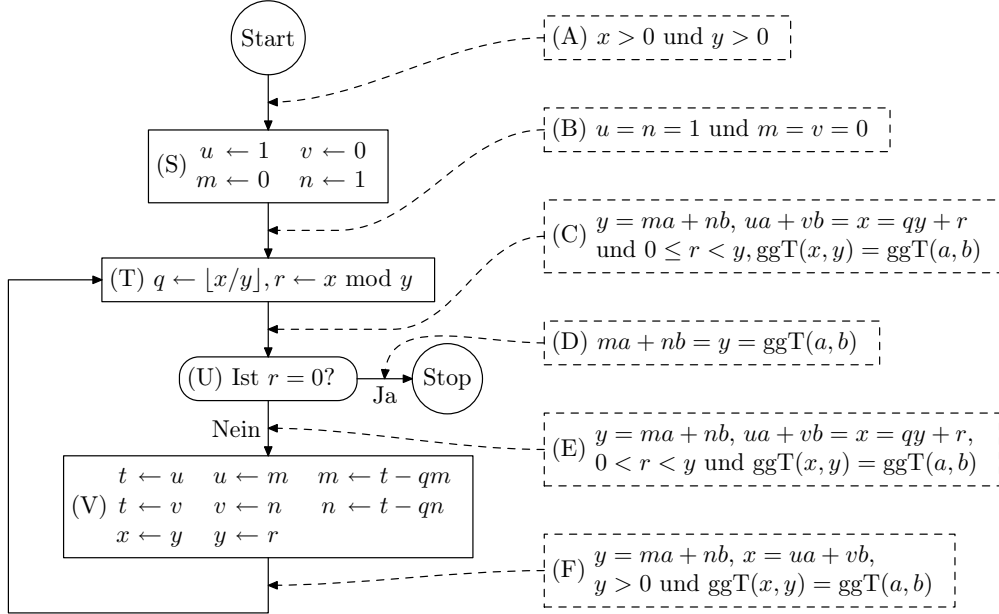 Start
(A) x > 0 und y > 0
(B) u = n = 1 und m = v = 0
(S) u ← 1 v ← 0
m ← 0 n ← 1
(C) y = ma + nb, ua + vb = x = qy + r
und 0 ≤ r < y, ggT(x, y) = ggT(a, b)
(T) q ← ⌊x/y⌋, r ← x mod y
(D) ma + nb = y = ggT(a, b)
(U) Ist r = 0?
Ja
Stop
Nein
(E) y = ma + nb, ua + vb = x = qy + r,
0 < r < y und ggT(x, y) = ggT(a, b)
(V) t ← u u ← m m ← t − qm
t ← v v ← n n ← t − qn
x ← y y ← r
(F) y = ma + nb, x = ua + vb,
y > 0 und ggT(x, y) = ggT(a, b)